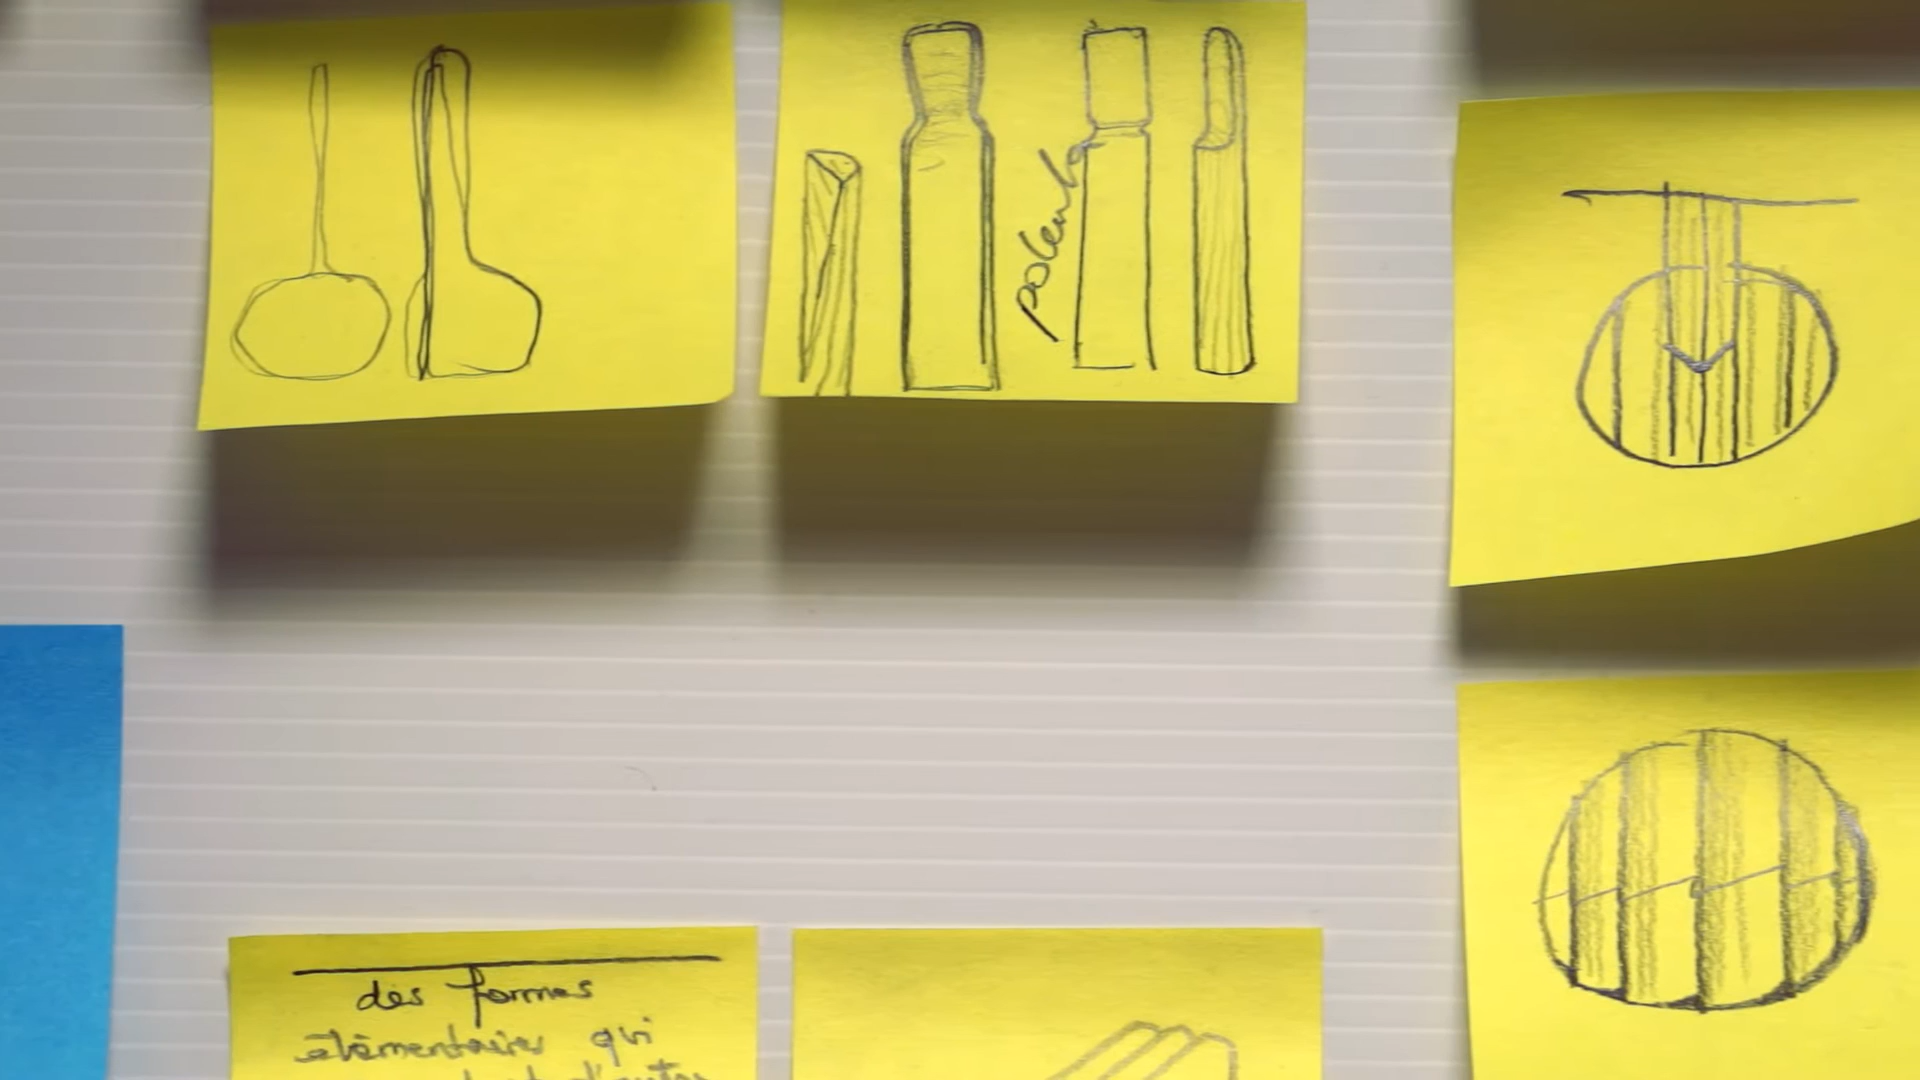 polenta
des formes
élémentaires qui